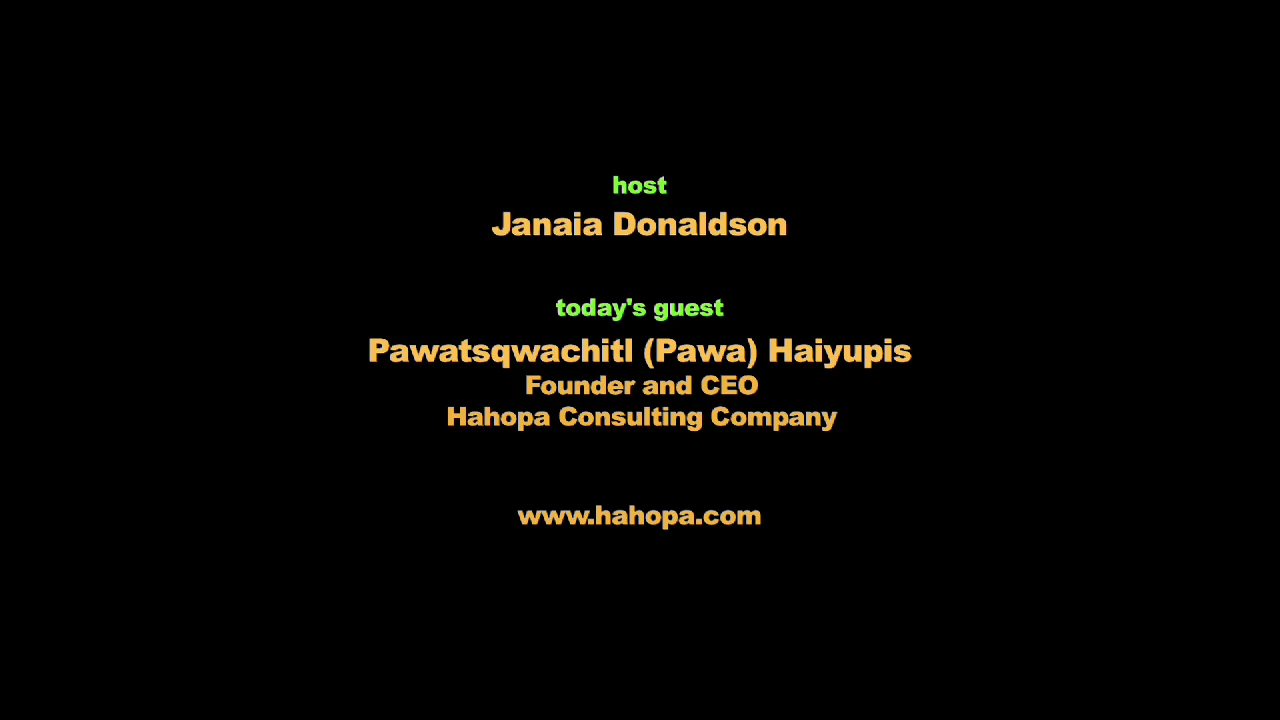 host
Janaia Donaldson
today's guest
Pawatsqwachitl (Pawa) Haiyupis
Founder and CEO
Hahopa Consulting Company
www.hahopa.com